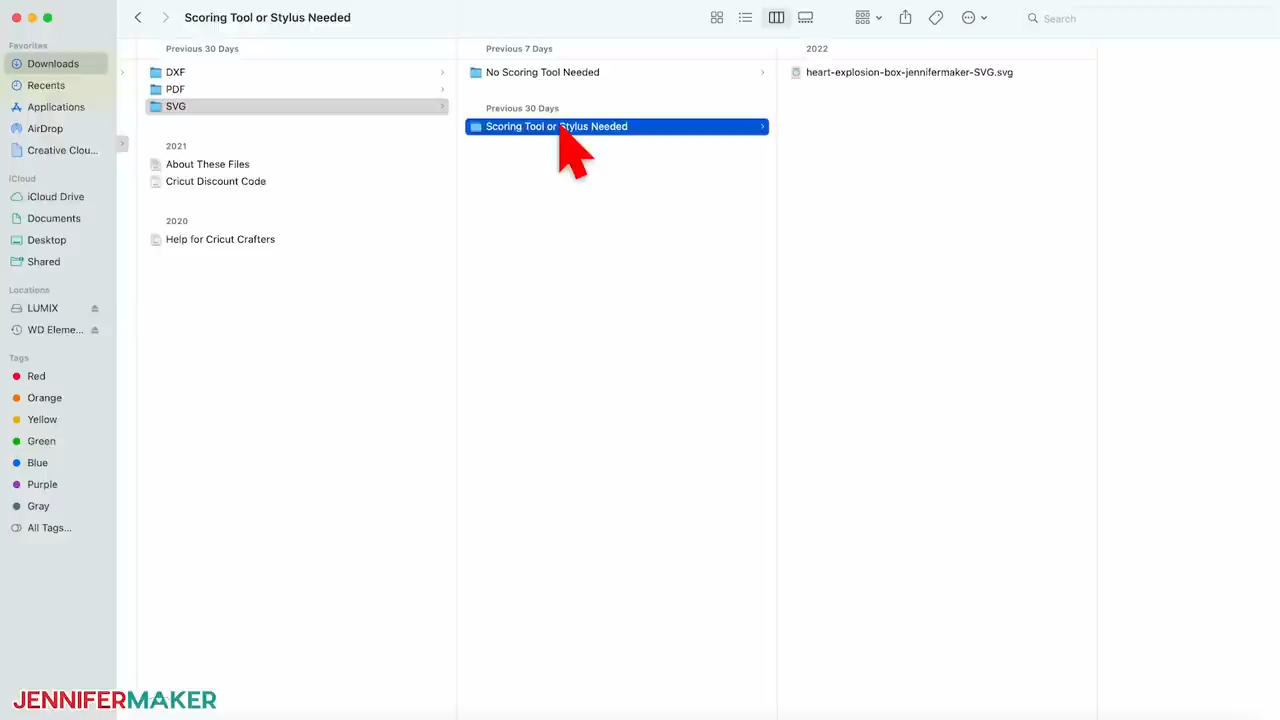 Scoring Tool or Stylus Needed
Search
Favorites
Downloads
Recents
Applications
AirDrop
Creative Clou...
iCloud
iCloud Drive
Documents
Desktop
Shared
Locations
LUMIX
WD Eleme...
Tags
Red
Orange
Yellow
Green
Blue
Purple
Gray
All Tags...
Previous 30 Days
DXF
PDF
SVG
2021
About These Files
Cricut Discount Code
2020
Help for Cricut Crafters
Previous 7 Days
No Scoring Tool Needed
Previous 30 Days
Scoring Tool or Stylus Needed
2022
heart-explosion-box-jennifermaker-SVG.svg
JENNIFERMAKER